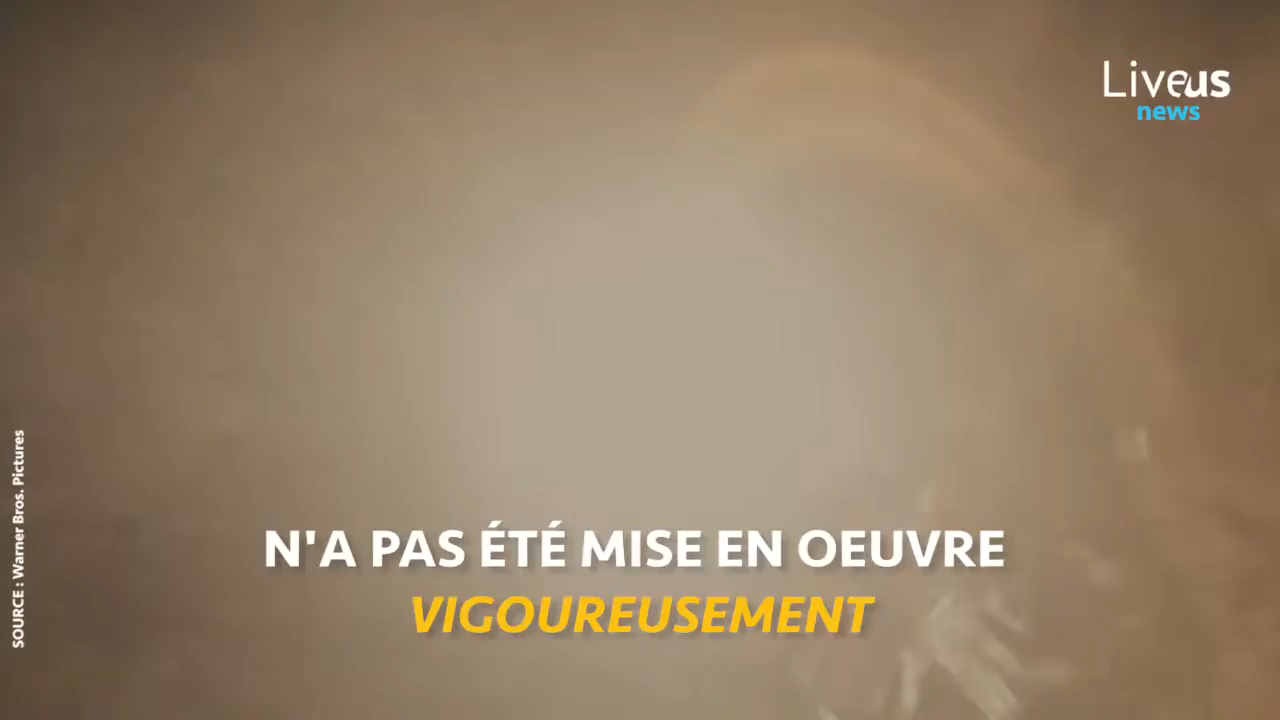 Liveus
news
SOURCE : Warner Bros. Pictures
N'A PAS ÉTÉ MISE EN OEUVRE
VIGOUREUSEMENT